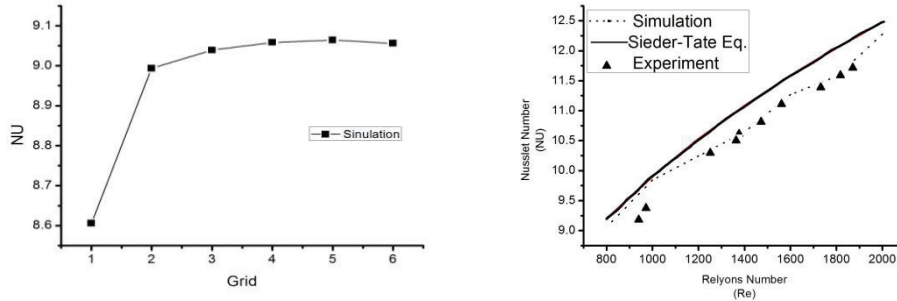 9.1
9.0
8.9
8.8
8.7
8.6
NU
Sinulation
1 2 3 4 5 6
Grid
12.5
12.0
11.5
11.0
10.5
10.0
9.5
9.0
Nusslet Number
(NU)
Simulation
Sieder-Tate Eq.
Experiment
800 1000 1200 1400 1600 1800 2000
Relyons Number
(Re)